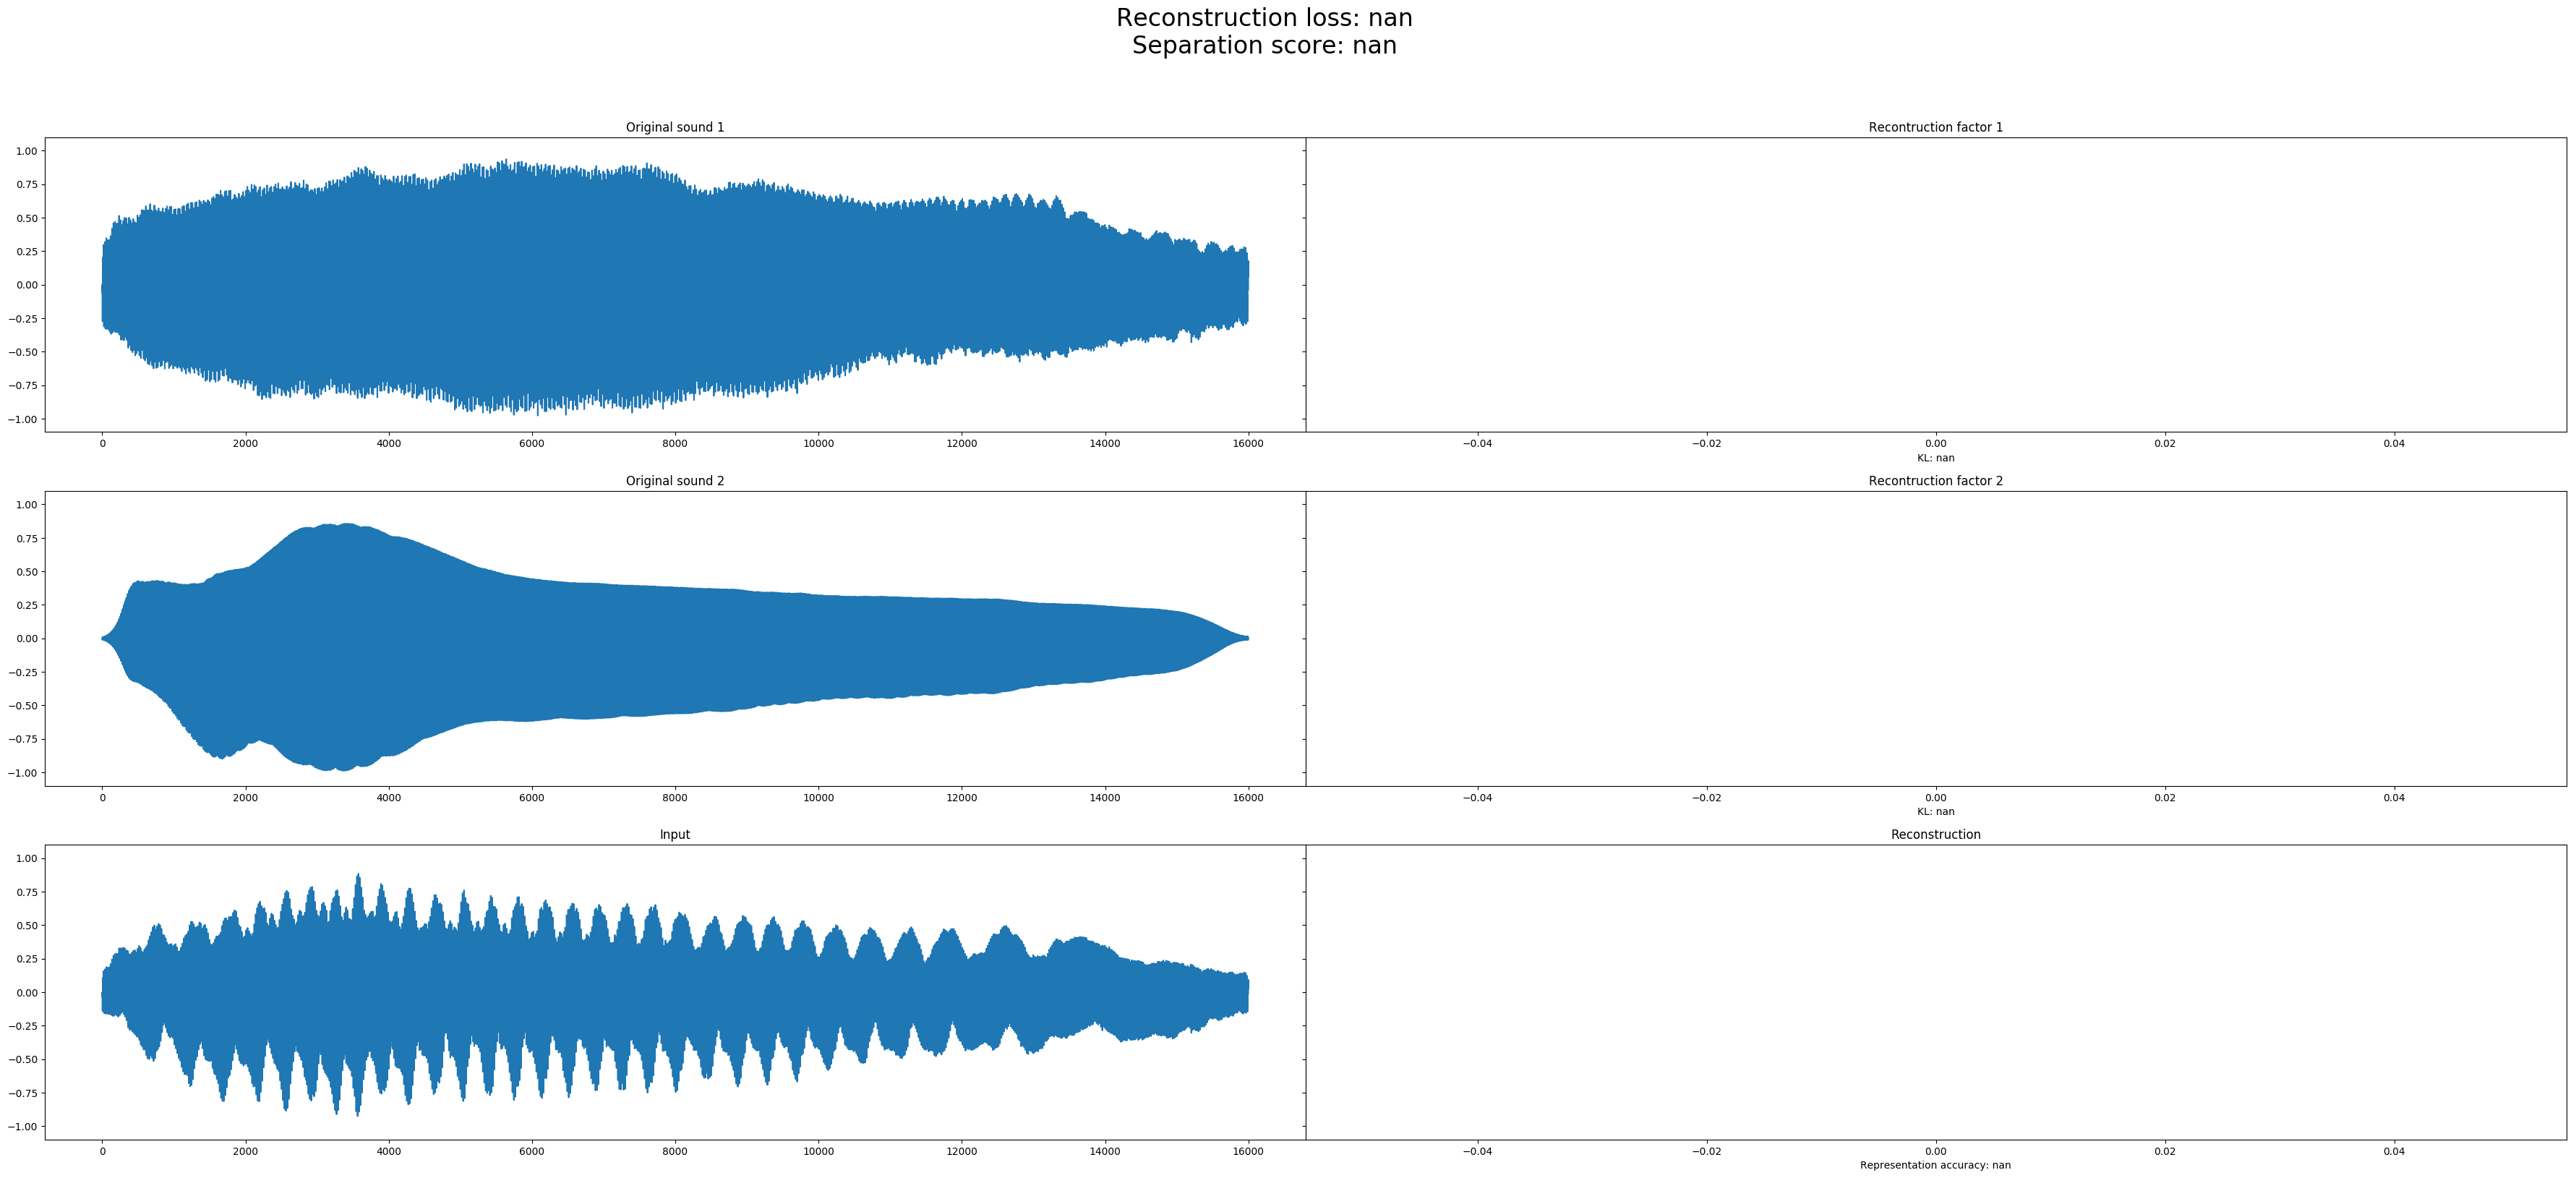 Reconstruction loss: nan
Separation score: nan
Original sound 1
Recontruction factor 1
1.00
0.75
0.50
0.25
0.00
−0.25
−0.50
−0.75
−1.00
0 2000 4000 6000 8000 10000 12000 14000 16000
−0.04 −0.02 0.00 0.02 0.04
KL: nan
Original sound 2
Recontruction factor 2
1.00
0.75
0.50
0.25
0.00
−0.25
−0.50
−0.75
−1.00
0 2000 4000 6000 8000 10000 12000 14000 16000
−0.04 −0.02 0.00 0.02 0.04
KL: nan
Input
Reconstruction
1.00
0.75
0.50
0.25
0.00
−0.25
−0.50
−0.75
−1.00
0 2000 4000 6000 8000 10000 12000 14000 16000
−0.04 −0.02 0.00 0.02 0.04
Representation accuracy: nan